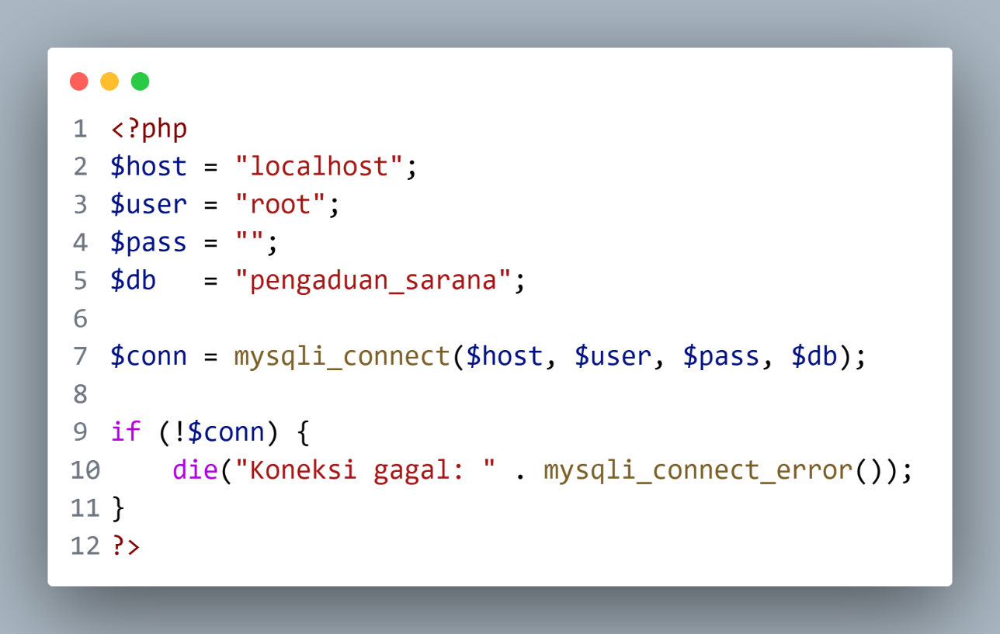 1 <?php
2 $host = "localhost";
3 $user = "root";
4 $pass = "";
5 $db   = "pengaduan_sarana";
6
7 $conn = mysqli_connect($host, $user, $pass, $db);
8
9 if (!$conn) {
10     die("Koneksi gagal: " . mysqli_connect_error());
11 }
12 ?>